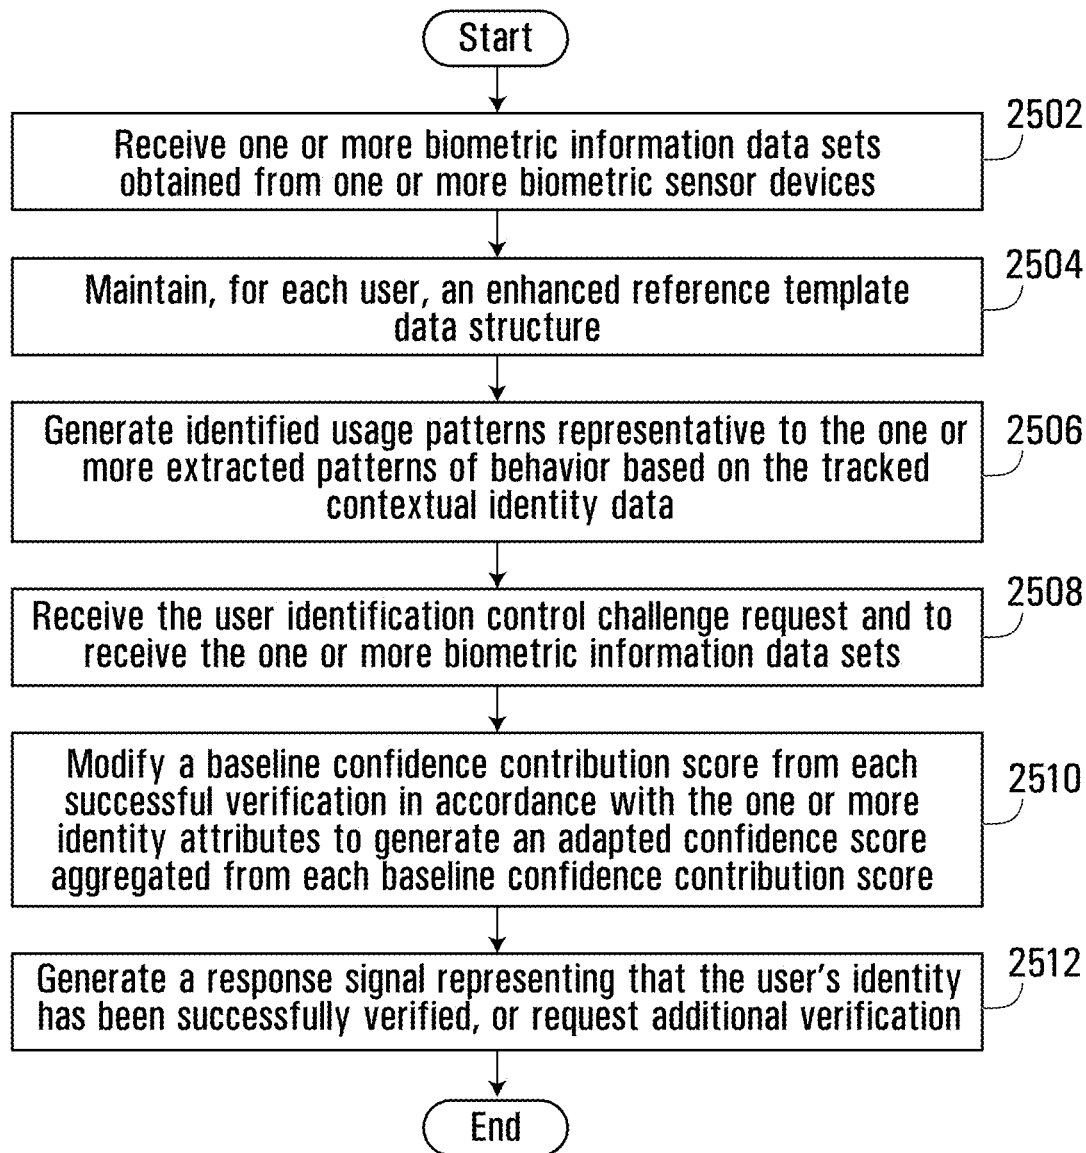 Start
2502
Receive one or more biometric information data sets
obtained from one or more biometric sensor devices
2504
Maintain, for each user, an enhanced reference template
data structure
2506
Generate identified usage patterns representative to the one or
more extracted patterns of behavior based on the tracked
contextual identity data
2508
Receive the user identification control challenge request and to
receive the one or more biometric information data sets
2510
Modify a baseline confidence contribution score from each
successful verification in accordance with the one or more
identity attributes to generate an adapted confidence score
aggregated from each baseline confidence contribution score
2512
Generate a response signal representing that the user's identity
has been successfully verified, or request additional verification
End